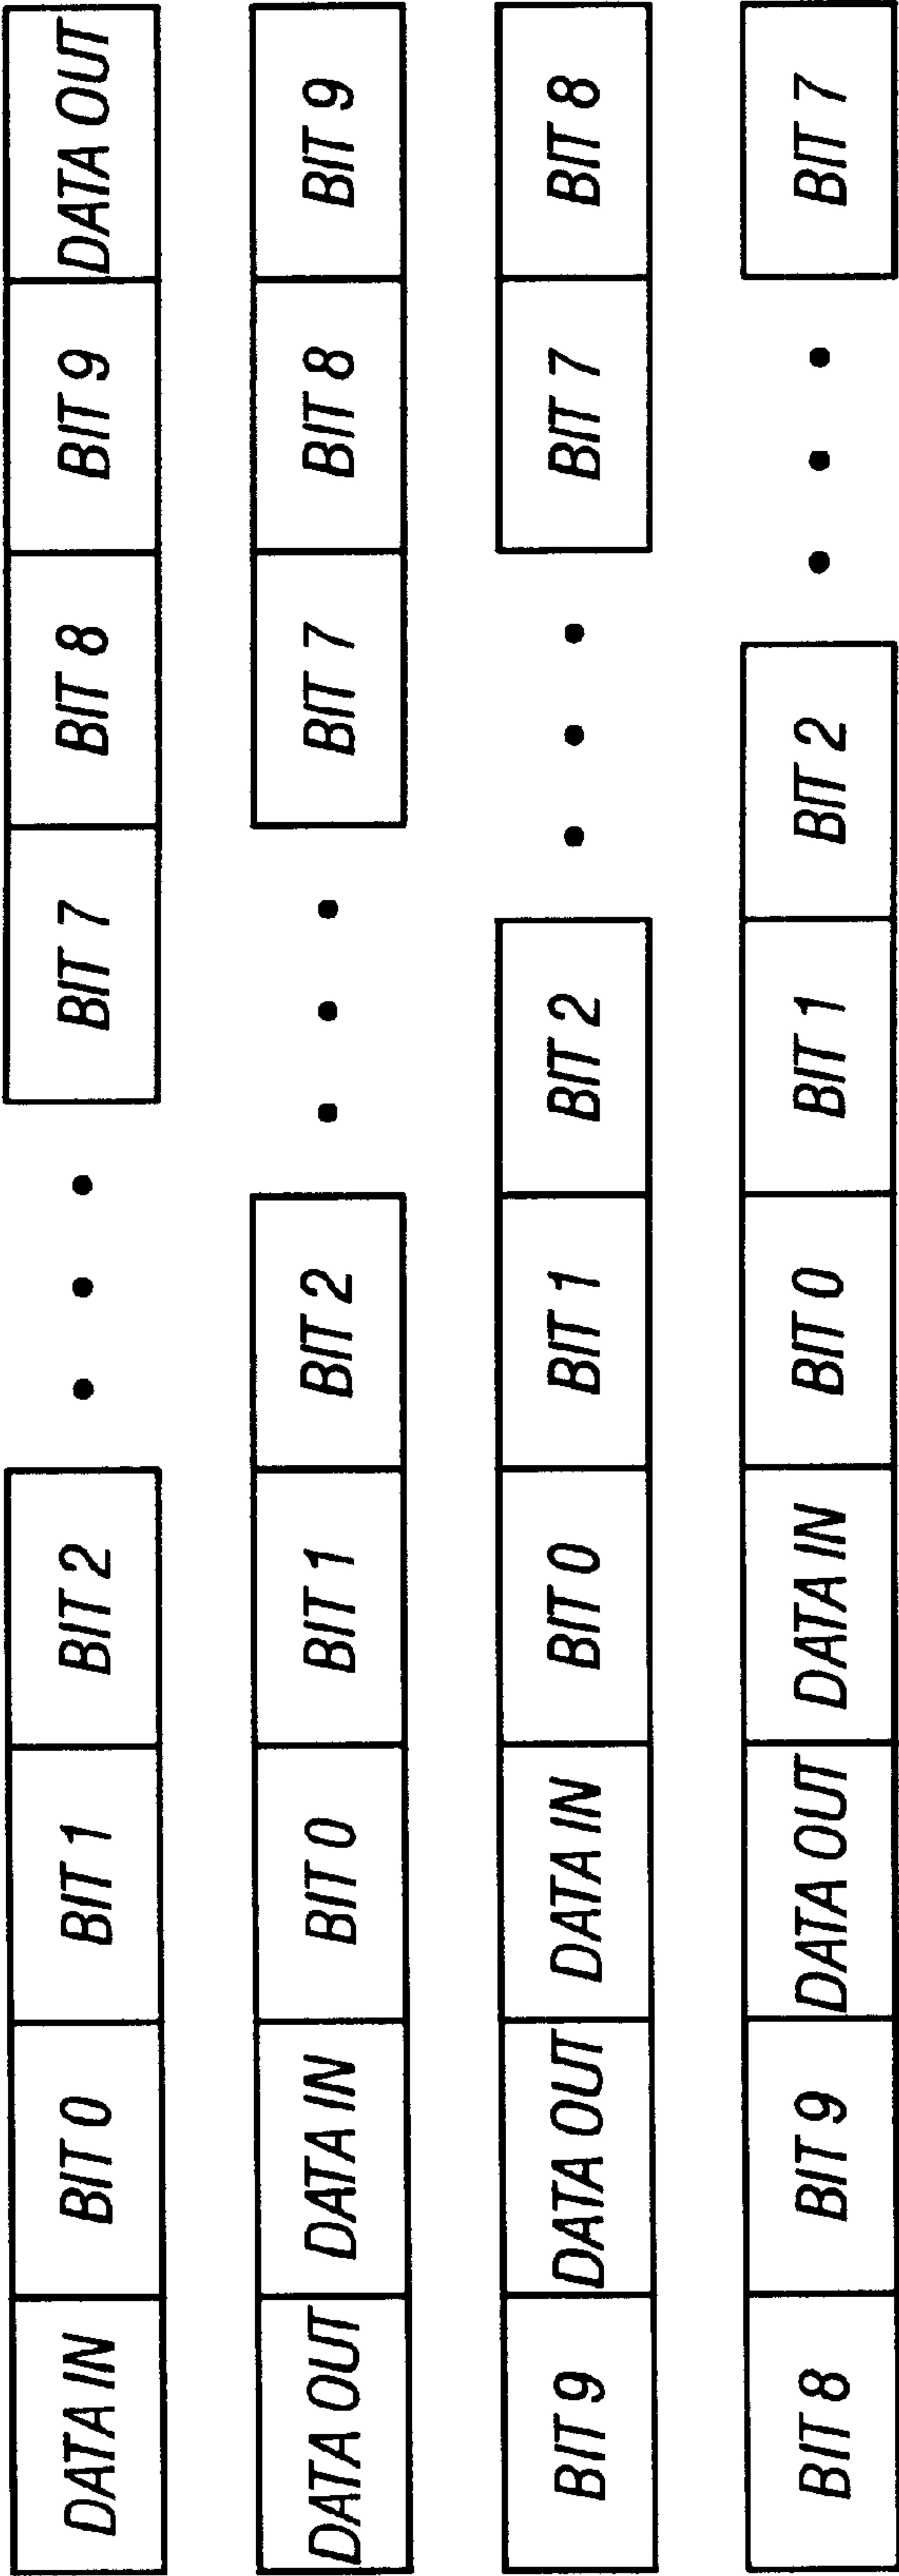 DATA IN BIT 0 BIT 1 BIT 2 • • • BIT 7 BIT 8 BIT 9 DATA OUT
DATA OUT DATA IN BIT 0 BIT 1 BIT 2 • • • BIT 7 BIT 8 BIT 9
BIT 9 DATA OUT DATA IN BIT 0 BIT 1 BIT 2 • • • BIT 7 BIT 8
BIT 8 BIT 9 DATA OUT DATA IN BIT 0 BIT 1 BIT 2 • • • BIT 7